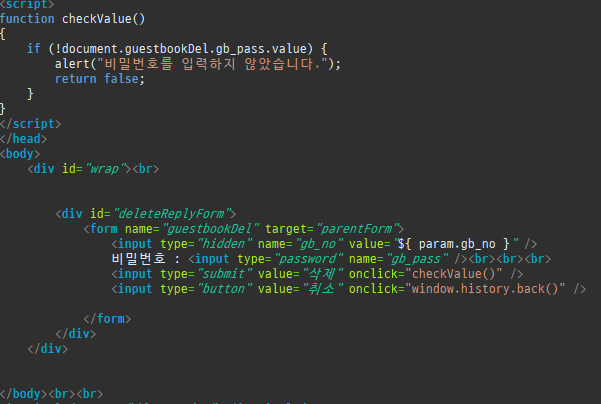 <script>
function checkValue()
{
    if (!document.guestbookDel.gb_pass.value) {
        alert("비밀번호를 입력하지 않았습니다.");
        return false;
    }
}
</script>
</head>
<body>
    <div id="wrap"><br>
        <div id="deleteReplyForm">
            <form name="guestbookDel" target="parentForm">
                <input type="hidden" name="gb_no" value="${ param.gb_no }" />
                비밀번호 : <input type="password" name="gb_pass" /><br><br><br>
                <input type="submit" value="삭제" onclick="checkValue()" />
                <input type="button" value="취소" onclick="window.history.back()" />
            </form>
        </div>
    </div>
</body><br><br>